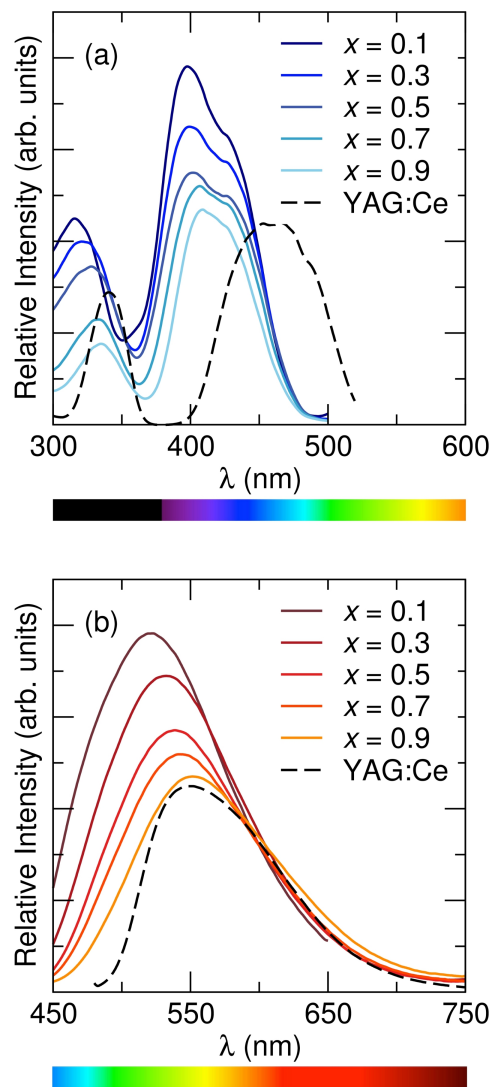 (a)
x = 0.1
x = 0.3
x = 0.5
x = 0.7
x = 0.9
YAG:Ce
Relative Intensity (arb. units)
300 400 500 600
λ (nm)
(b)
x = 0.1
x = 0.3
x = 0.5
x = 0.7
x = 0.9
YAG:Ce
Relative Intensity (arb. units)
450 550 650 750
λ (nm)